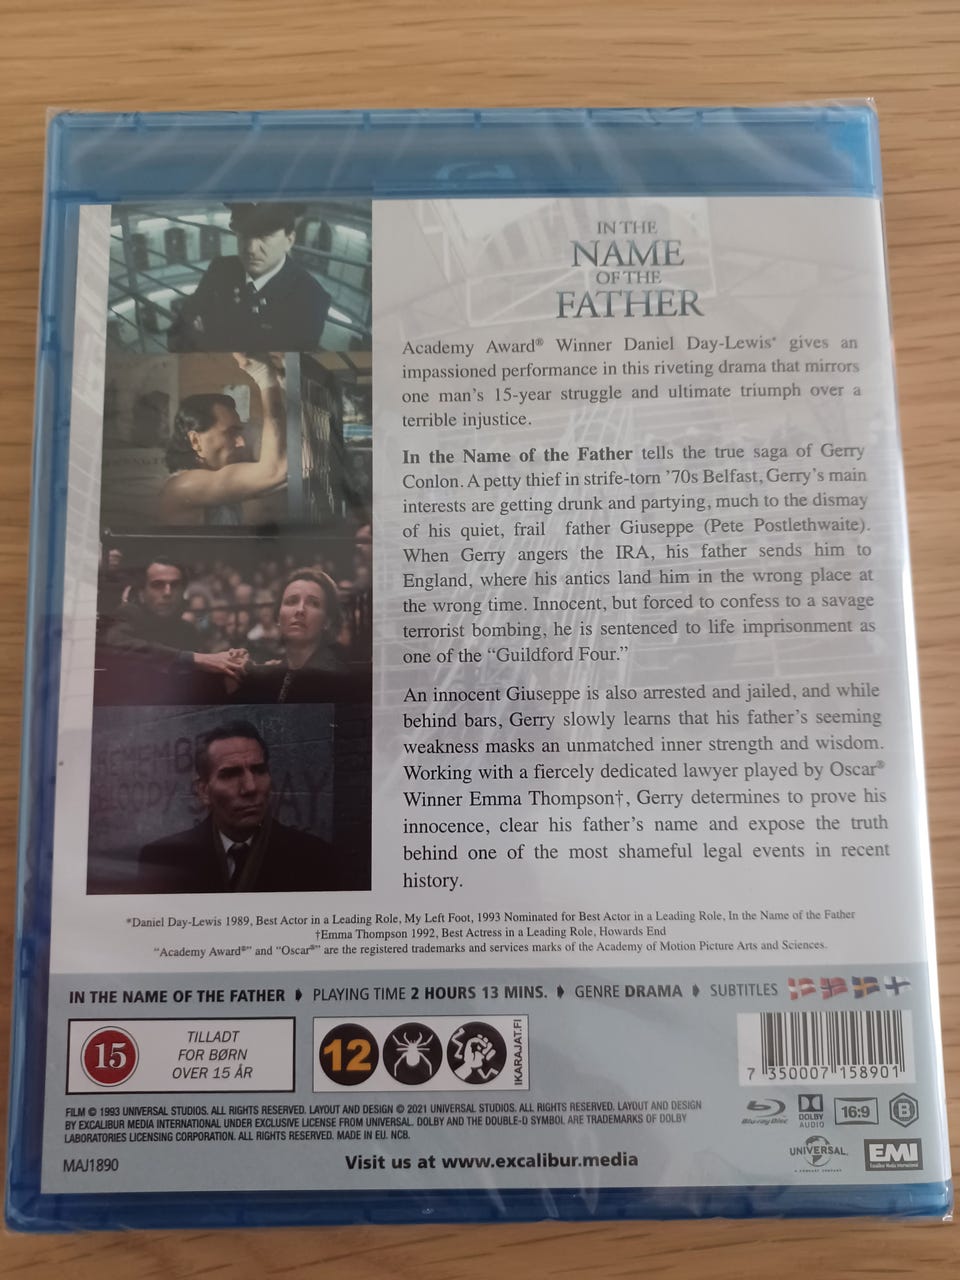 IN THE
NAME
OF THE
FATHER
Academy Award® Winner Daniel Day-Lewis* gives an
impassioned performance in this riveting drama that mirrors
one man's 15-year struggle and ultimate triumph over a
terrible injustice.
In the Name of the Father tells the true saga of Gerry
Conlon. A petty thief in strife-torn '70s Belfast, Gerry's main
interests are getting drunk and partying, much to the dismay
of his quiet, frail father Giuseppe (Pete Postlethwaite).
When Gerry angers the IRA, his father sends him to
England, where his antics land him in the wrong place at
the wrong time. Innocent, but forced to confess to a savage
terrorist bombing, he is sentenced to life imprisonment as
one of the "Guildford Four."
An innocent Giuseppe is also arrested and jailed, and while
behind bars, Gerry slowly learns that his father's seeming
weakness masks an unmatched inner strength and wisdom.
Working with a fiercely dedicated lawyer played by Oscar®
Winner Emma Thompson†, Gerry determines to prove his
innocence, clear his father's name and expose the truth
behind one of the most shameful legal events in recent
history.
REMEMBE
BLOODY S DAY
*Daniel Day-Lewis 1989, Best Actor in a Leading Role, My Left Foot, 1993 Nominated for Best Actor in a Leading Role, In the Name of the Father
†Emma Thompson 1992, Best Actress in a Leading Role, Howards End
"Academy Award®" and "Oscar®" are the registered trademarks and services marks of the Academy of Motion Picture Arts and Sciences.
IN THE NAME OF THE FATHER PLAYING TIME 2 HOURS 13 MINS. GENRE DRAMA SUBTITLES
15
TILLADT
FOR BØRN
OVER 15 ÅR
12
IKARAJAT.FI
7 350007 158901
FILM © 1993 UNIVERSAL STUDIOS. ALL RIGHTS RESERVED. LAYOUT AND DESIGN © 2021 UNIVERSAL STUDIOS. ALL RIGHTS RESERVED. LAYOUT AND DESIGN
BY EXCALIBUR MEDIA INTERNATIONAL UNDER EXCLUSIVE LICENSE FROM UNIVERSAL. DOLBY AND THE DOUBLE-D SYMBOL ARE TRADEMARKS OF DOLBY
LABORATORIES LICENSING CORPORATION. ALL RIGHTS RESERVED. MADE IN EU. NCB.
Blu-ray Disc
DOLBY
AUDIO
16:9
B
MAJ1890
Visit us at www.excalibur.media
UNIVERSAL
A COMCAST COMPANY
EMI
Excalibur Media International